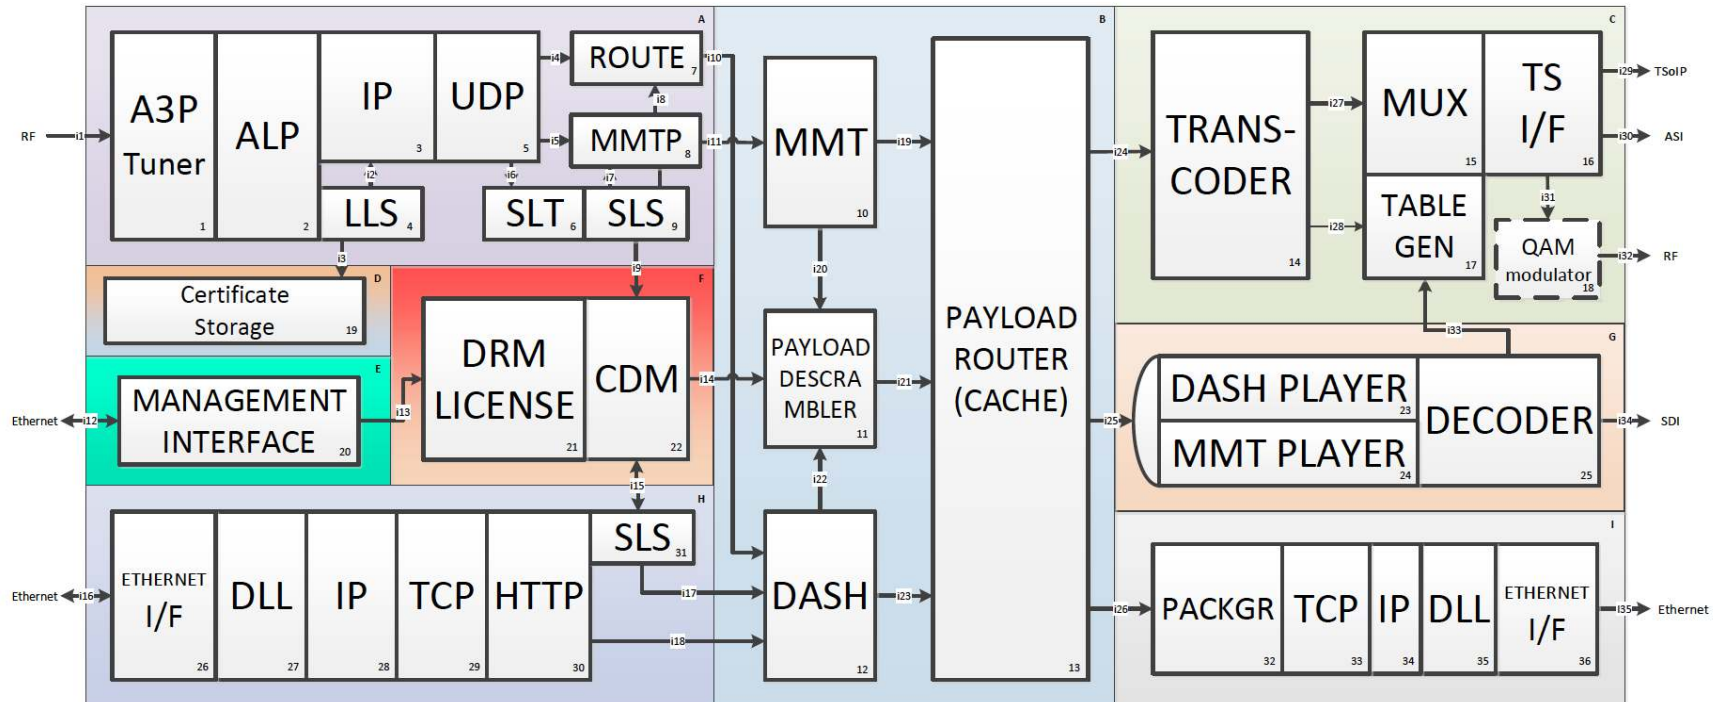 A
RF
i1
A3P
Tuner
1
ALP
2
IP
3
UDP
5
LLS
4
i2
i3
i4
i5
i6
i7
i8
ROUTE
7
MMTP
8
SLT
6
SLS
9
i9
i10
i11
B
MMT
10
i19
i20
PAYLOAD
DESCRA
MBLER
11
i21
i22
DASH
12
i23
PAYLOAD
ROUTER
(CACHE)
13
C
i24
TRANS-
CODER
14
i27
i28
MUX
15
TS
I/F
16
TABLE
GEN
17
i29
TSoIP
i30
ASI
i31
QAM
modulator
18
i32
RF
i33
D
Certificate
Storage
19
E
Ethernet
i12
MANAGEMENT
INTERFACE
20
i13
F
DRM
LICENSE
21
CDM
22
i14
i15
G
i25
DASH PLAYER
23
MMT PLAYER
24
DECODER
25
i34
SDI
H
Ethernet
i16
ETHERNET
I/F
26
DLL
27
IP
28
TCP
29
HTTP
30
SLS
31
i17
i18
I
i26
PACKGR
32
TCP
33
IP
34
DLL
35
ETHERNET
I/F
36
I35
Ethernet